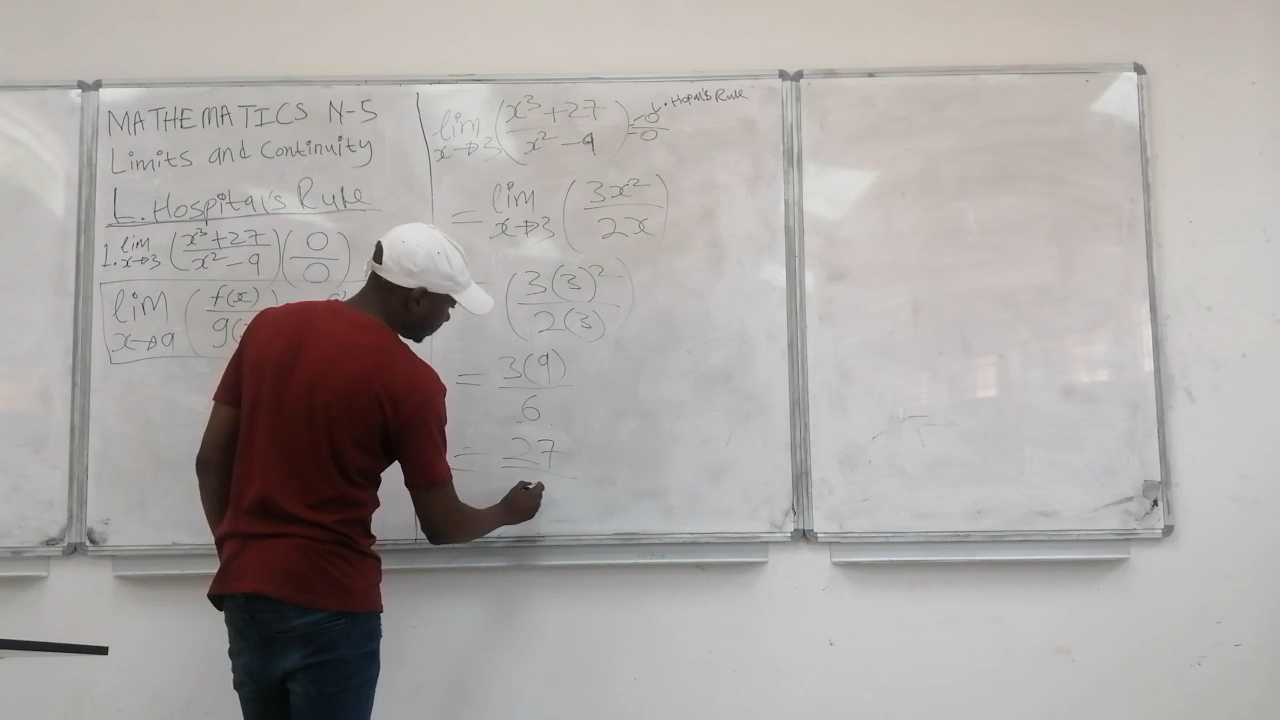 MATHEMATICS N-5
Limits and Continuity
L. Hospital's Rule
1. lim x→3 (x³+27 / x²-9) (0/0)
lim x→a (f(x) / g(
lim x→3 (x³+27 / x²-9) = 0/0 L. Hopal's Rule
= lim x→3 (3x² / 2x)
(3(3)² / 2(3))
= 3(9) / 6
= 27